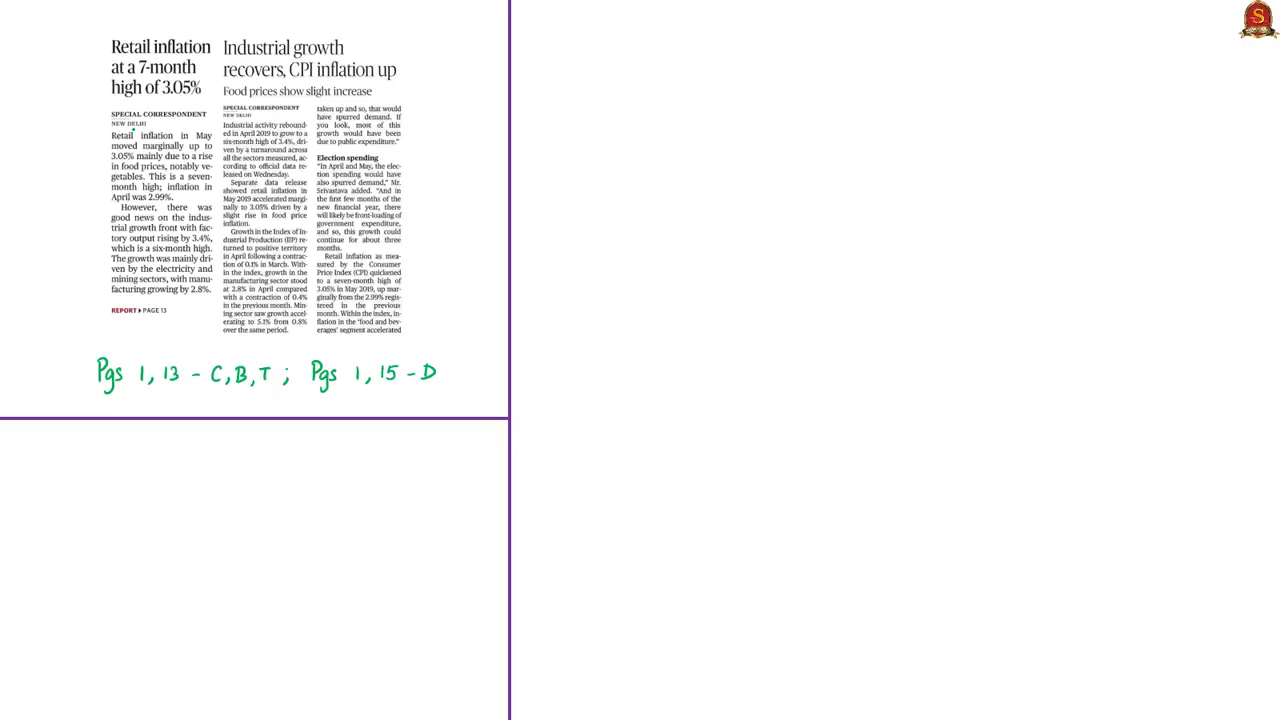 Retail inflation
at a 7-month
high of 3.05%
SPECIAL CORRESPONDENT
NEW DELHI
Retail inflation in May
moved marginally up to
3.05% mainly due to a rise
in food prices, notably ve-
getables. This is a seven-
month high; inflation in
April was 2.99%.
However, there was
good news on the indus-
trial growth front with fac-
tory output rising by 3.4%,
which is a six-month high.
The growth was mainly dri-
ven by the electricity and
mining sectors, with manu-
facturing growing by 2.8%.
REPORT PAGE 13
Industrial growth
recovers, CPI inflation up
Food prices show slight increase
SPECIAL CORRESPONDENT
NEW DELHI
Industrial activity rebound-
ed in April 2019 to grow to a
six-month high of 3.4%, dri-
ven by a turnaround across
all the sectors measured, ac-
cording to official data re-
leased on Wednesday.
Separate data release
showed retail inflation in
May 2019 accelerated margi-
nally to 3.05% driven by a
slight rise in food price
inflation.
Growth in the Index of In-
dustrial Production (IIP) re-
turned to positive territory
in April following a contrac-
tion of 0.1% in March. With-
in the index, growth in the
manufacturing sector stood
at 2.8% in April compared
with a contraction of 0.4%
in the previous month. Min-
ing sector saw growth accel-
erating to 5.1% from 0.8%
over the same period.
taken up and so, that would
have spurred demand. If
you look, most of this
growth would have been
due to public expenditure."
Election spending
"In April and May, the elec-
tion spending would have
also spurred demand," Mr.
Srivastava added. "And in
the first few months of the
new financial year, there
will likely be front-loading of
government expenditure,
and so, this growth could
continue for about three
months.
Retail inflation as mea-
sured by the Consumer
Price Index (CPI) quickened
to a seven-month high of
3.05% in May 2019, up mar-
ginally from the 2.99% regis-
tered in the previous
month. Within the index, in-
flation in the 'food and bev-
erages' segment accelerated
Pgs 1, 13 - C, B, T ; Pgs 1, 15 - D
S